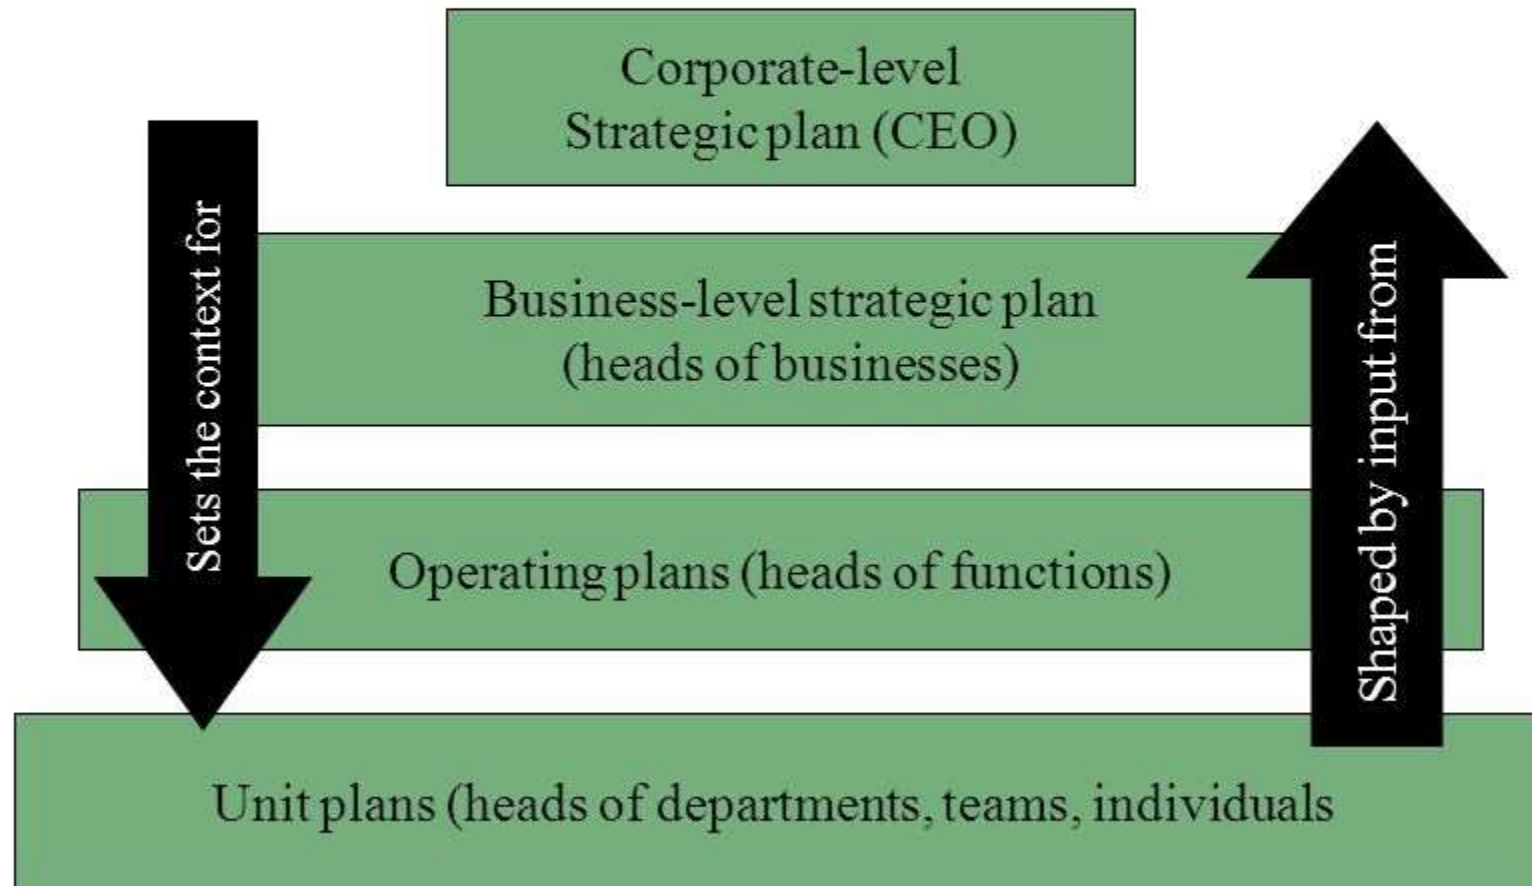 Corporate-level
Strategic plan (CEO)
Sets the context for
Business-level strategic plan
(heads of businesses)
Shaped by input from
Operating plans (heads of functions)
Unit plans (heads of departments, teams, individuals